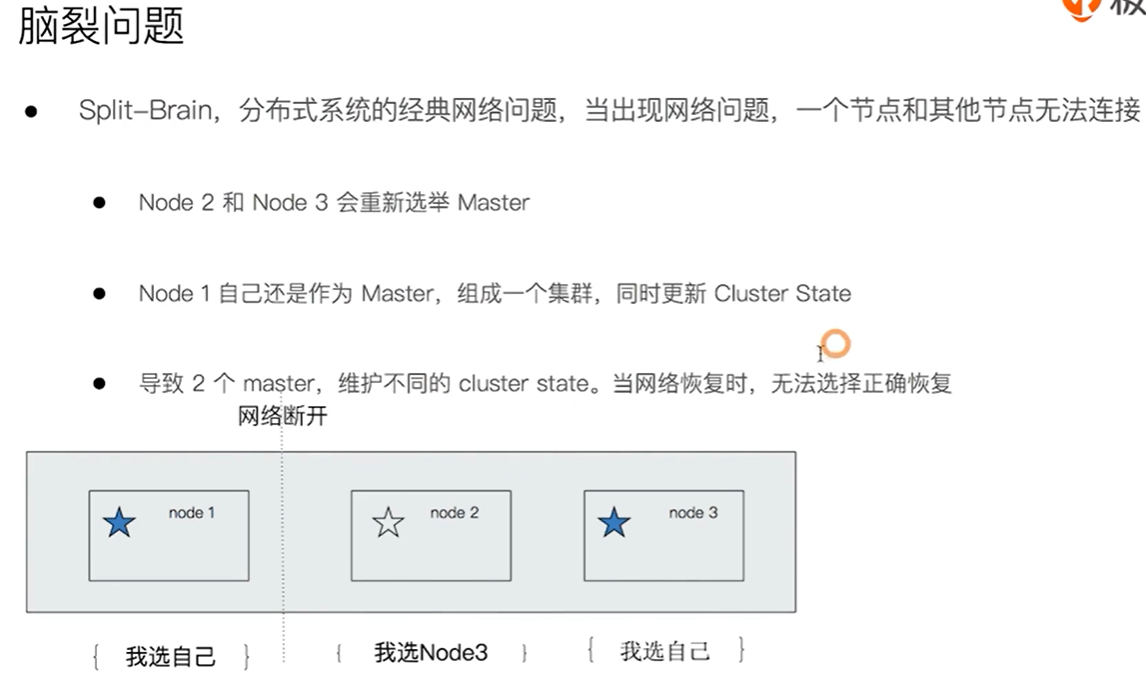 脑裂问题
Split-Brain，分布式系统的经典网络问题，当出现网络问题，一个节点和其他节点无法连接
Node 2 和 Node 3 会重新选举 Master
Node 1 自己还是作为 Master，组成一个集群，同时更新 Cluster State
导致 2 个 master，维护不同的 cluster state。当网络恢复时，无法选择正确恢复
网络断开
node 1
node 2
node 3
{ 我选自己 }
{ 我选Node3 }
{ 我选自己 }